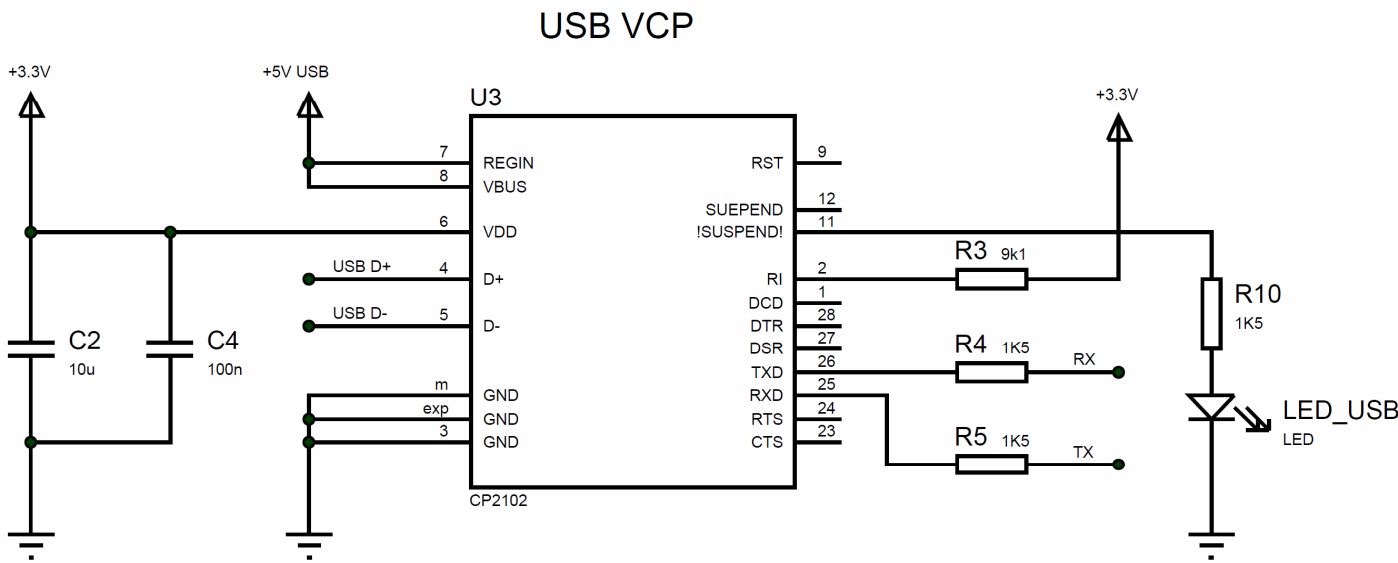 USB VCP
+3.3V
+5V USB
U3
+3.3V
7
REGIN
RST
9
8
VBUS
SUEPEND
12
6
VDD
!SUSPEND!
11
USB D+
4
D+
RI
2
R3 9k1
DCD
1
R10
1K5
USB D-
5
D-
DTR
28
DSR
27
C2
10u
C4
100n
TXD
26
R4 1K5
RX
m
GND
RXD
25
exp
GND
RTS
24
3
GND
CTS
23
R5 1K5
TX
LED_USB
LED
CP2102